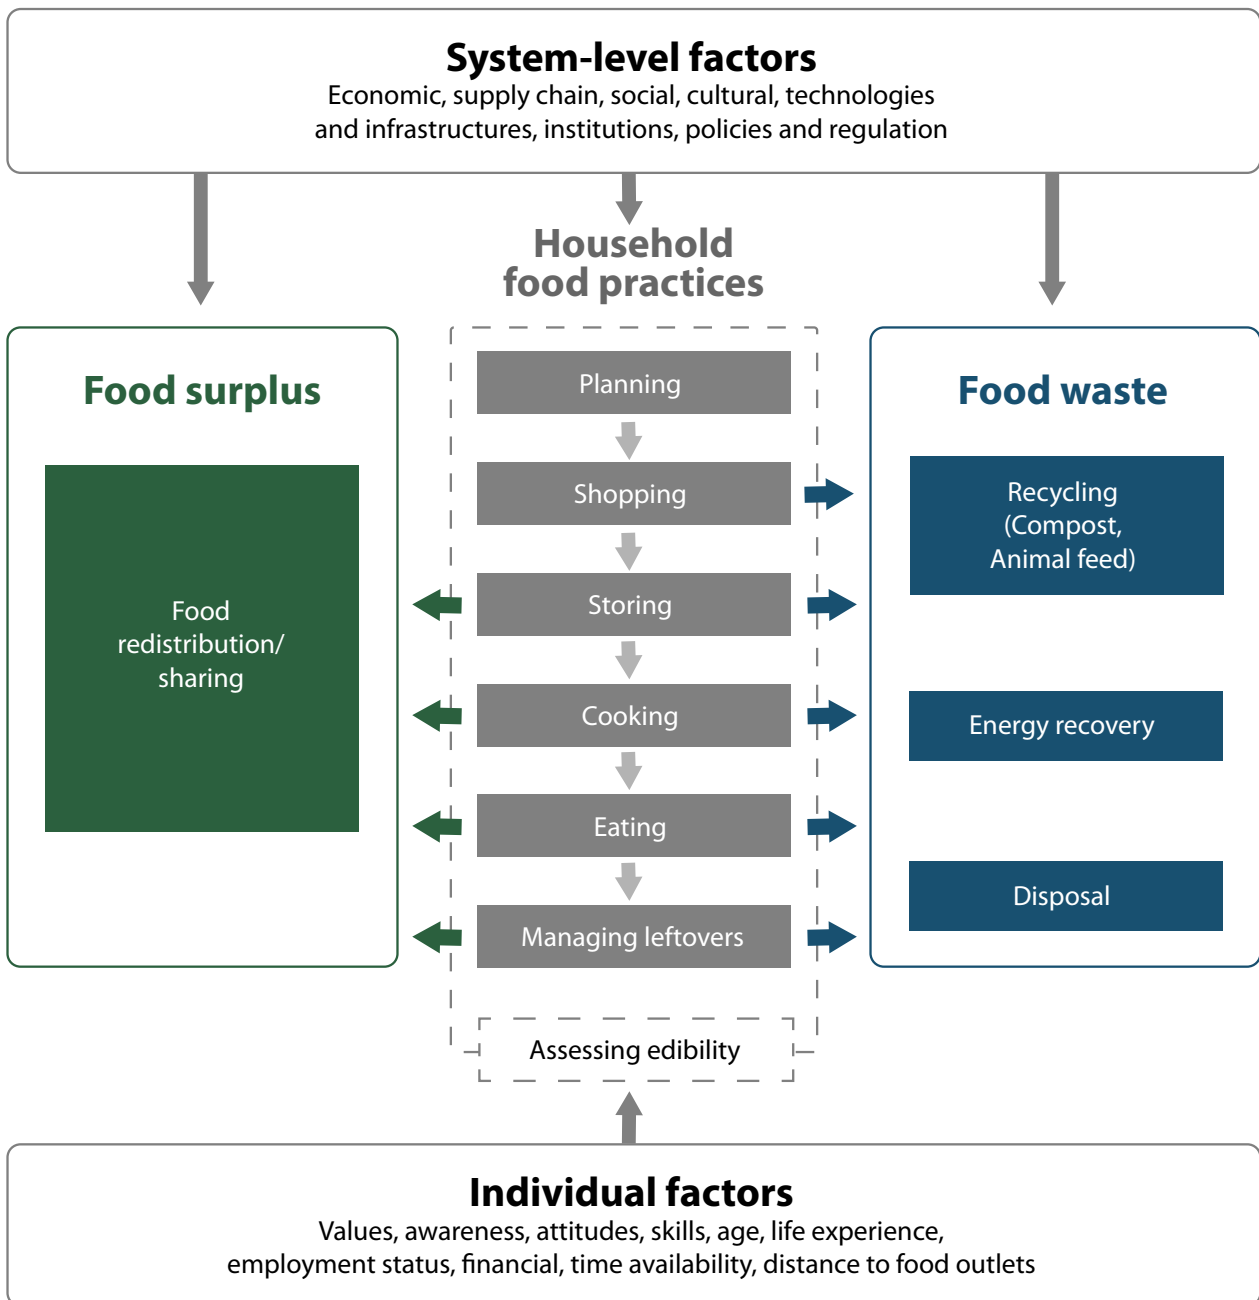 System-level factors
Economic, supply chain, social, cultural, technologies
and infrastructures, institutions, policies and regulation
Household
food practices
Food surplus
Food
redistribution/
sharing
Planning
Shopping
Storing
Cooking
Eating
Managing leftovers
Assessing edibility
Food waste
Recycling
(Compost,
Animal feed)
Energy recovery
Disposal
Individual factors
Values, awareness, attitudes, skills, age, life experience,
employment status, financial, time availability, distance to food outlets